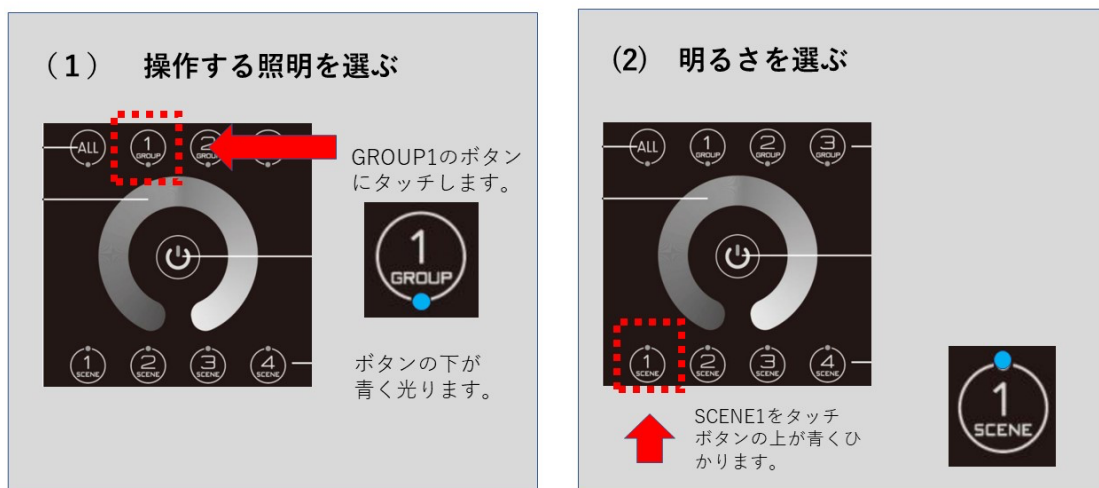 (1) 操作する照明を選ぶ
ALL
1
GROUP
2
GROUP
GROUP1のボタン
にタッチします。
1
GROUP
1
SCENE
2
SCENE
3
SCENE
4
SCENE
ボタンの下が
青く光ります。
(2) 明るさを選ぶ
ALL
1
GROUP
2
GROUP
3
GROUP
1
SCENE
2
SCENE
3
SCENE
4
SCENE
SCENE1をタッチ
ボタンの上が青くひ
かります。
1
SCENE